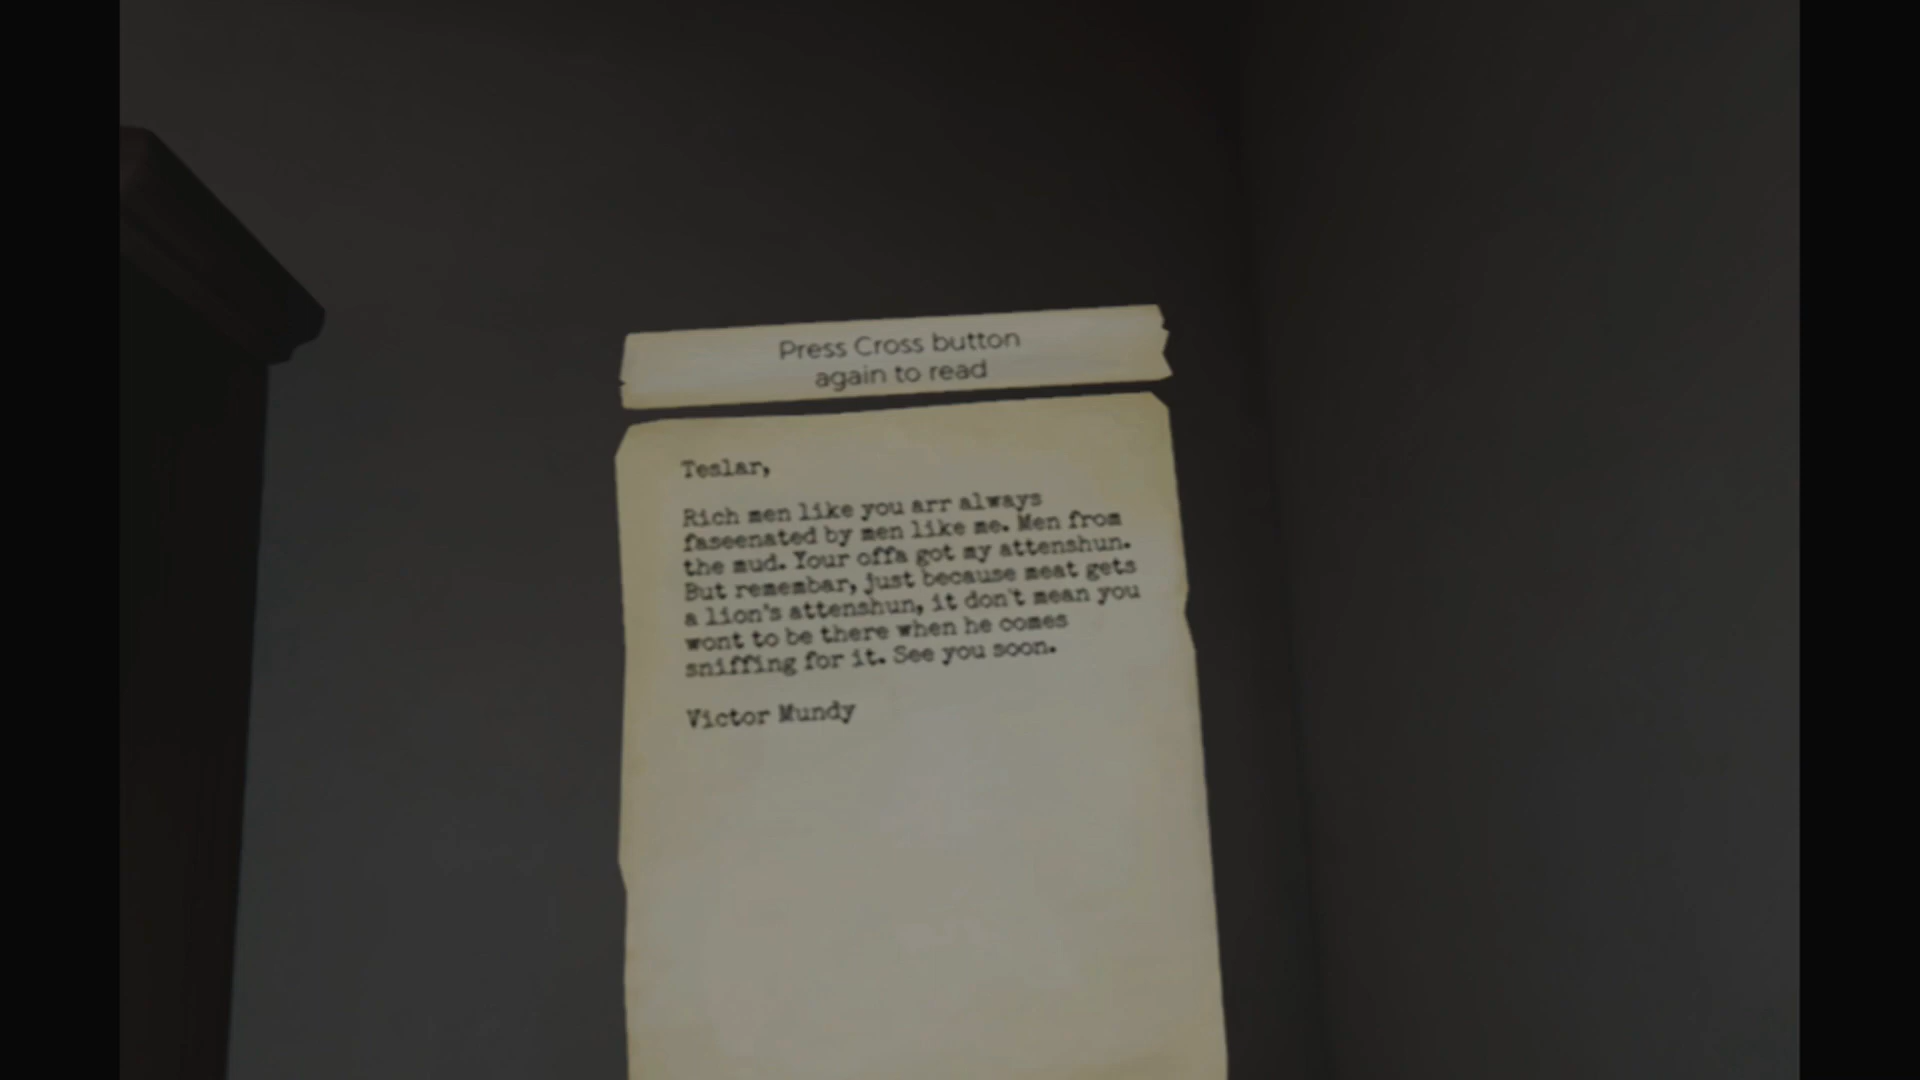 Press Cross button
again to read
Teslar,
Rich men like you arr always
faseenated by men like me. Men from
the mud. Your offa got my attenshun.
But remembar, just because meat gets
a lion's attenshun, it don't mean you
wont to be there when he comes
sniffing for it. See you soon.
Victor Mundy